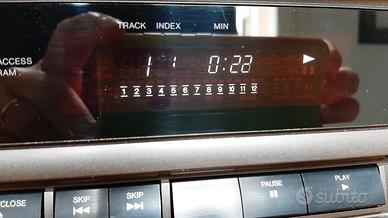 TRACK INDEX MIN
ACCESS
RAM.
1 1 0:22
1 2 3 4 5 6 7 8 9 10 11 12
/CLOSE
SKIP
SKIP
PAUSE
PLAY
subito